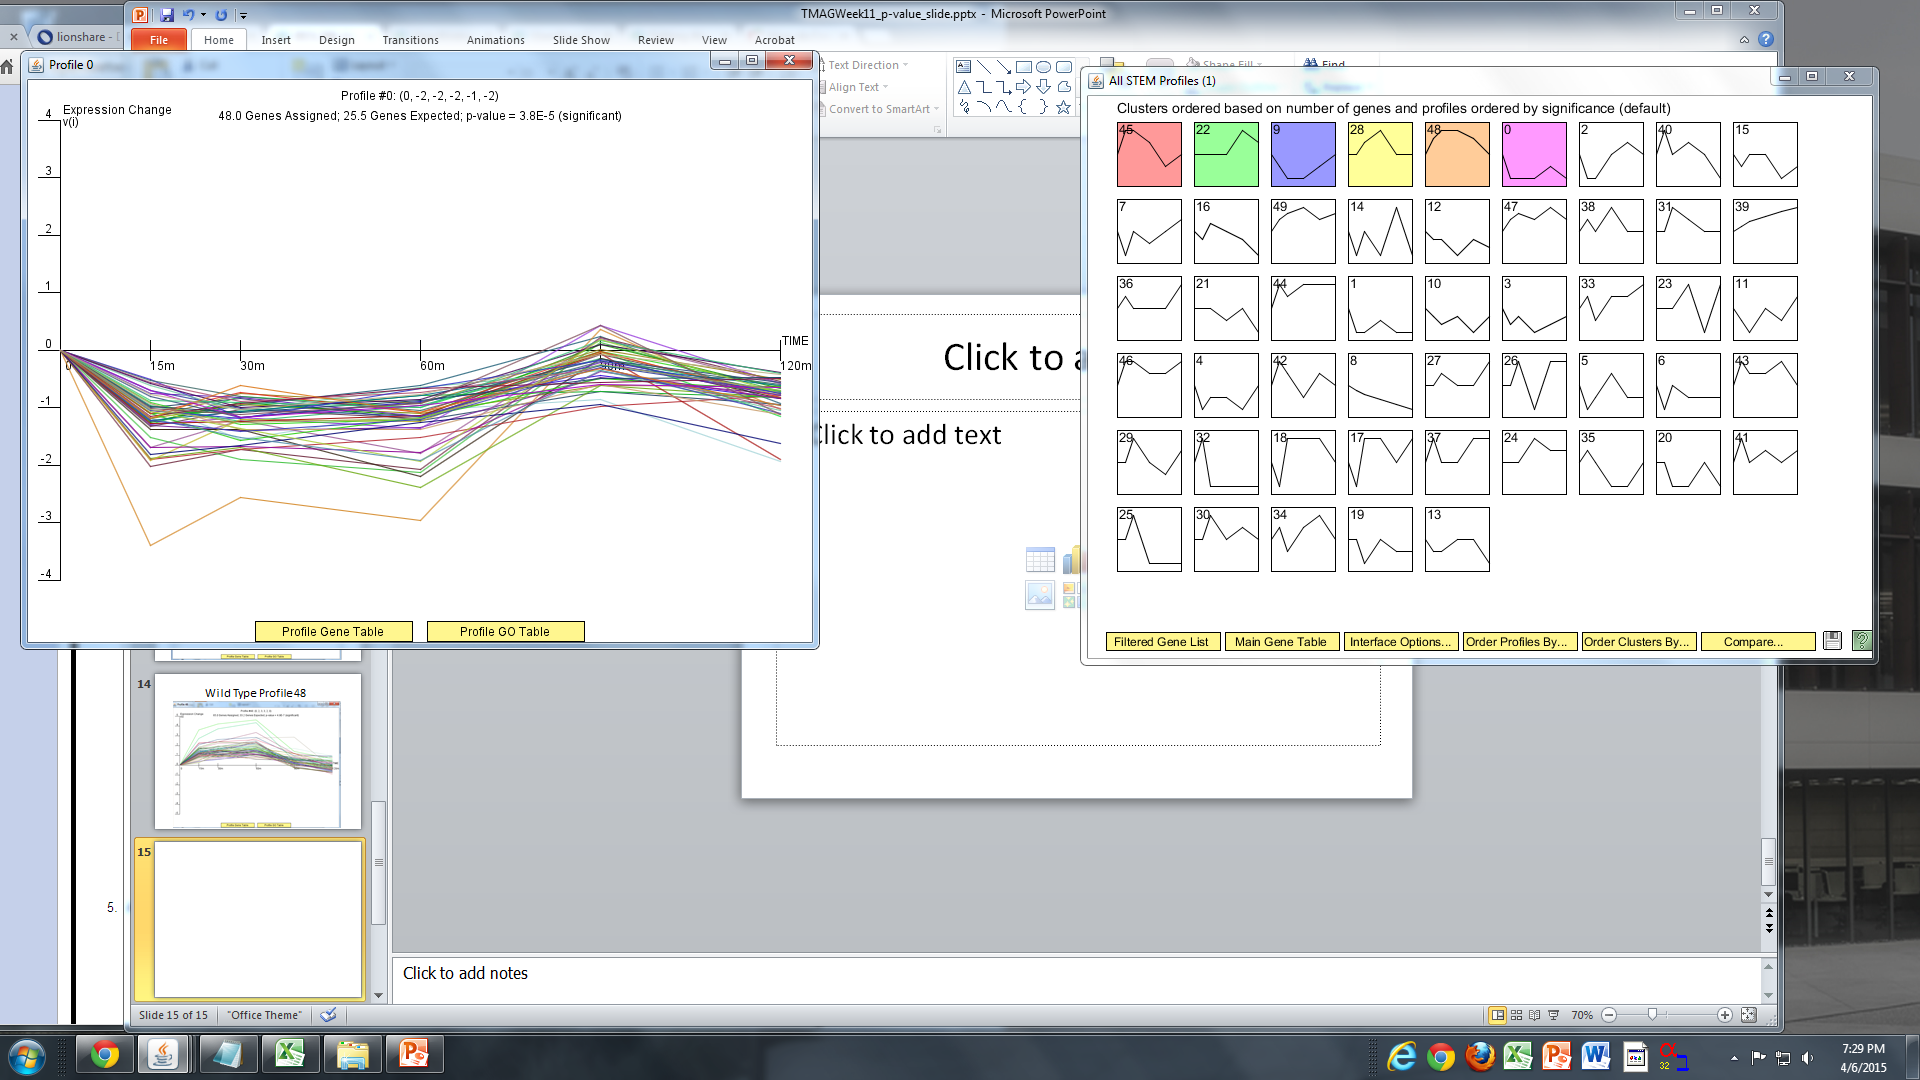 TMAGWeek11_p-value_slide.pptx - Microsoft PowerPoint
lionshare -
File Home Insert Design Transitions Animations Slide Show Review View Acrobat
Text Direction
Align Text
Convert to SmartArt
Shape Fill
Find
Profile 0
Profile #0: (0, -2, -2, -2, -1, -2)
48.0 Genes Assigned; 25.5 Genes Expected; p-value = 3.8E-5 (significant)
Expression Change
v(i)
4
3
2
1
0
-1
-2
-3
-4
TIME
0 15m 30m 60m 90m 120m
Profile Gene Table Profile GO Table
All STEM Profiles (1)
Clusters ordered based on number of genes and profiles ordered by significance (default)
45 22 9 28 48 0 2 40 15
7 16 49 14 12 47 38 31 39
36 21 44 1 10 3 33 23 11
46 4 42 8 27 26 5 6 43
29 32 18 17 37 24 35 20 41
25 30 34 19 13
Filtered Gene List Main Gene Table Interface Options... Order Profiles By... Order Clusters By... Compare...
Click to a
Click to add text
14
Wild Type Profile48
15
5.
Click to add notes
Slide 15 of 15 "Office Theme" 70%
32
7:29 PM
4/6/2015